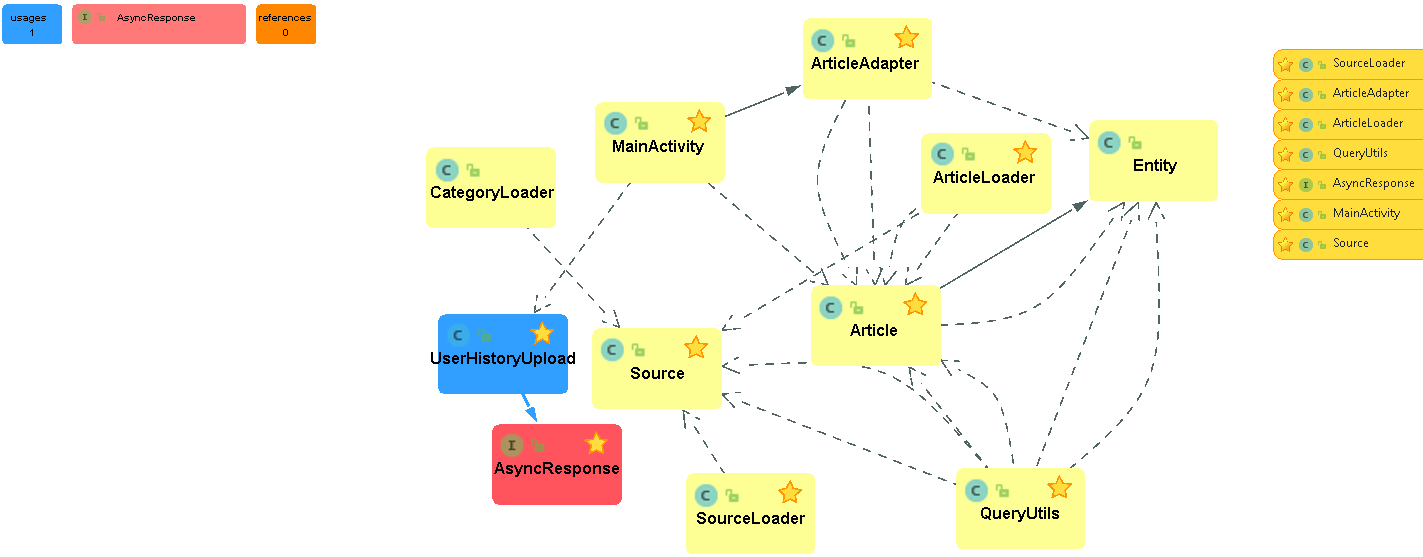 usages
1
I AsyncResponse
references
0
C
ArticleAdapter
C
MainActivity
C
ArticleLoader
C
Entity
C
CategoryLoader
C
Article
C
UserHistoryUpload
C
Source
I
AsyncResponse
C
SourceLoader
C
QueryUtils
C SourceLoader
C ArticleAdapter
C ArticleLoader
C QueryUtils
I AsyncResponse
C MainActivity
C Source